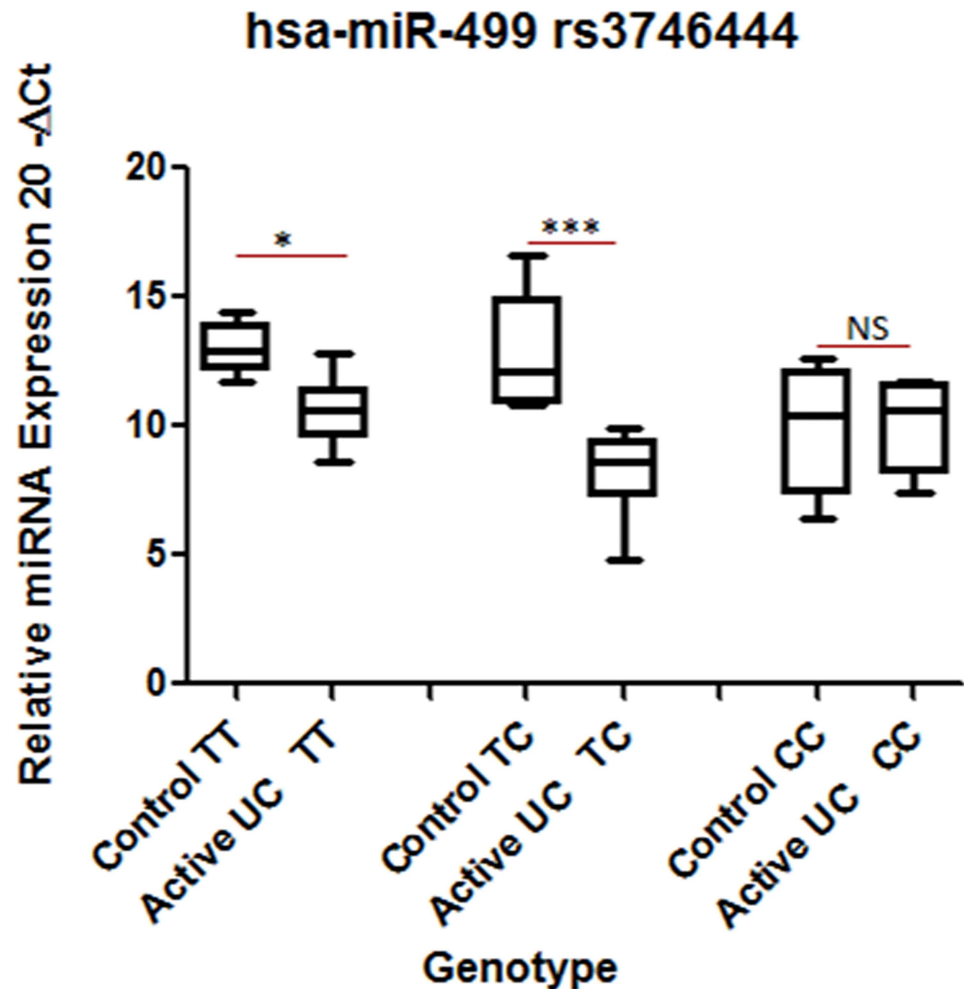 hsa-miR-499 rs3746444
Relative miRNA Expression 20 -ΔCt
20
15
10
5
0
*
***
NS
Control TT
Active UC TT
Control TC
Active UC TC
Control CC
Active UC CC
Genotype